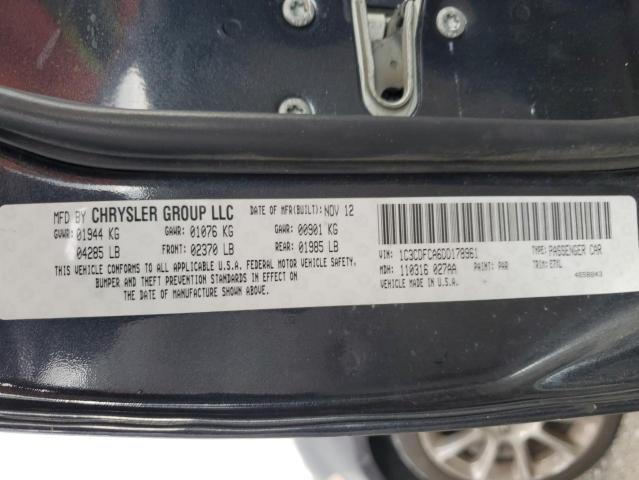 MFD BY CHRYSLER GROUP LLC DATE OF MFR(BUILT): NOV 12
GVWR: 01944 KG GAWR: 01076 KG GAWR: 00901 KG
04285 LB FRONT: 02370 LB REAR: 01985 LB
THIS VEHICLE CONFORMS TO ALL APPLICABLE U.S.A. FEDERAL MOTOR VEHICLE SAFETY,
BUMPER AND THEFT PREVENTION STANDARDS IN EFFECT ON
THE DATE OF MANUFACTURE SHOWN ABOVE.
1C3CDFCA6DD178961 TYPE: PASSENGER CAR
MDH: 110316 027AA PAINT: PAR TRIM: E7XL
VEHICLE MADE IN U.S.A.